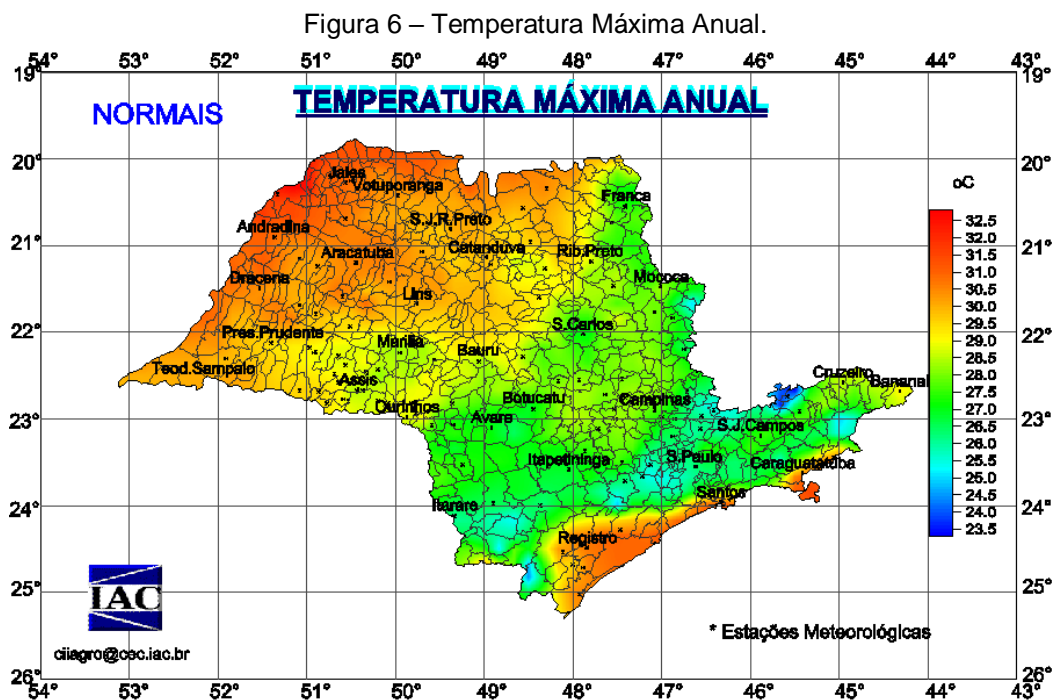 Figura 6 – Temperatura Máxima Anual.
54° 53° 52° 51° 50° 49° 48° 47° 46° 45° 44° 43°
19° 19°
NORMAIS
TEMPERATURA MÁXIMA ANUAL
20° 20°
oC
Jales
Votuporanga
Franca
32.5
Andradina
S.J.R.Preto
32.0
21° 21°
31.5
Aracatuba
Catanduva
Rib.Preto
31.0
Dracena
Mococa
30.5
Lins
30.0
22° 22°
29.5
Pres.Prudente
Marilia
S.Carlos
29.0
Bauru
28.5
Teod.Sampaio
Assis
Cruzeiro
Bananal
28.0
Ourinhos
Botucatu
Campinas
27.5
23° 23°
27.0
Avare
S.J.Campos
26.5
Itapetininga
S.Paulo
Caraguatatuba
26.0
25.5
Santos
25.0
24° 24°
24.5
Itarare
24.0
Registro
23.5
25° 25°
IAC
* Estações Meteorológicas
ciiagro@cec.iac.br
26° 26°
54° 53° 52° 51° 50° 49° 48° 47° 46° 45° 44° 43°